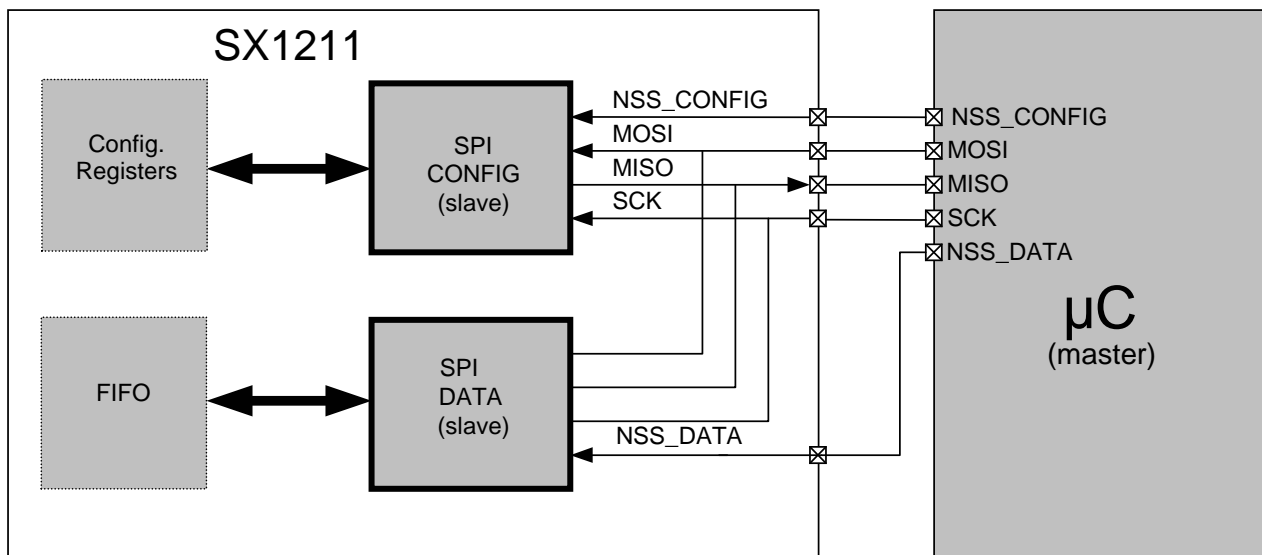 SX1211
Config.
Registers
SPI
CONFIG
(slave)
NSS_CONFIG
MOSI
MISO
SCK
NSS_CONFIG
MOSI
MISO
SCK
NSS_DATA
µC
(master)
FIFO
SPI
DATA
(slave)
NSS_DATA